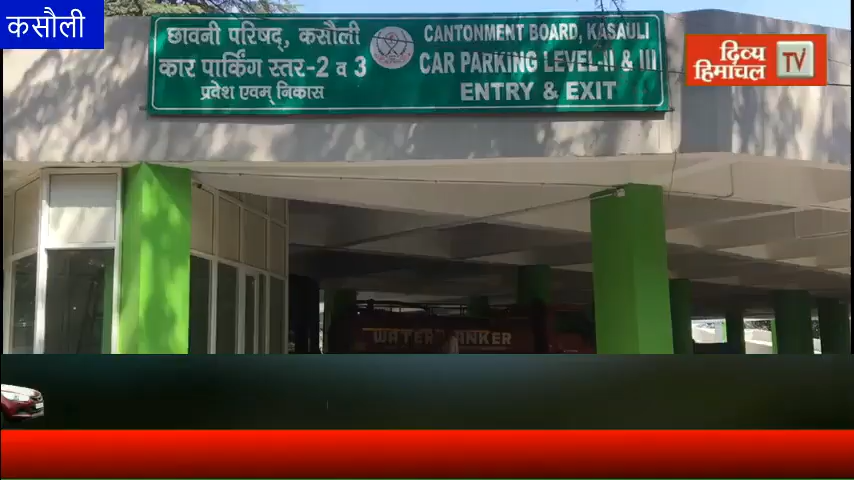 कसौली
छावनी परिषद्, कसौली
कार पार्किंग स्तर-2 व 3
प्रवेश एवम् निकास
CANTONMENT BOARD, KASAULI
CAR PARKING LEVEL-II & III
ENTRY & EXIT
दिव्य
हिमाचल
TV
WATER TANKER